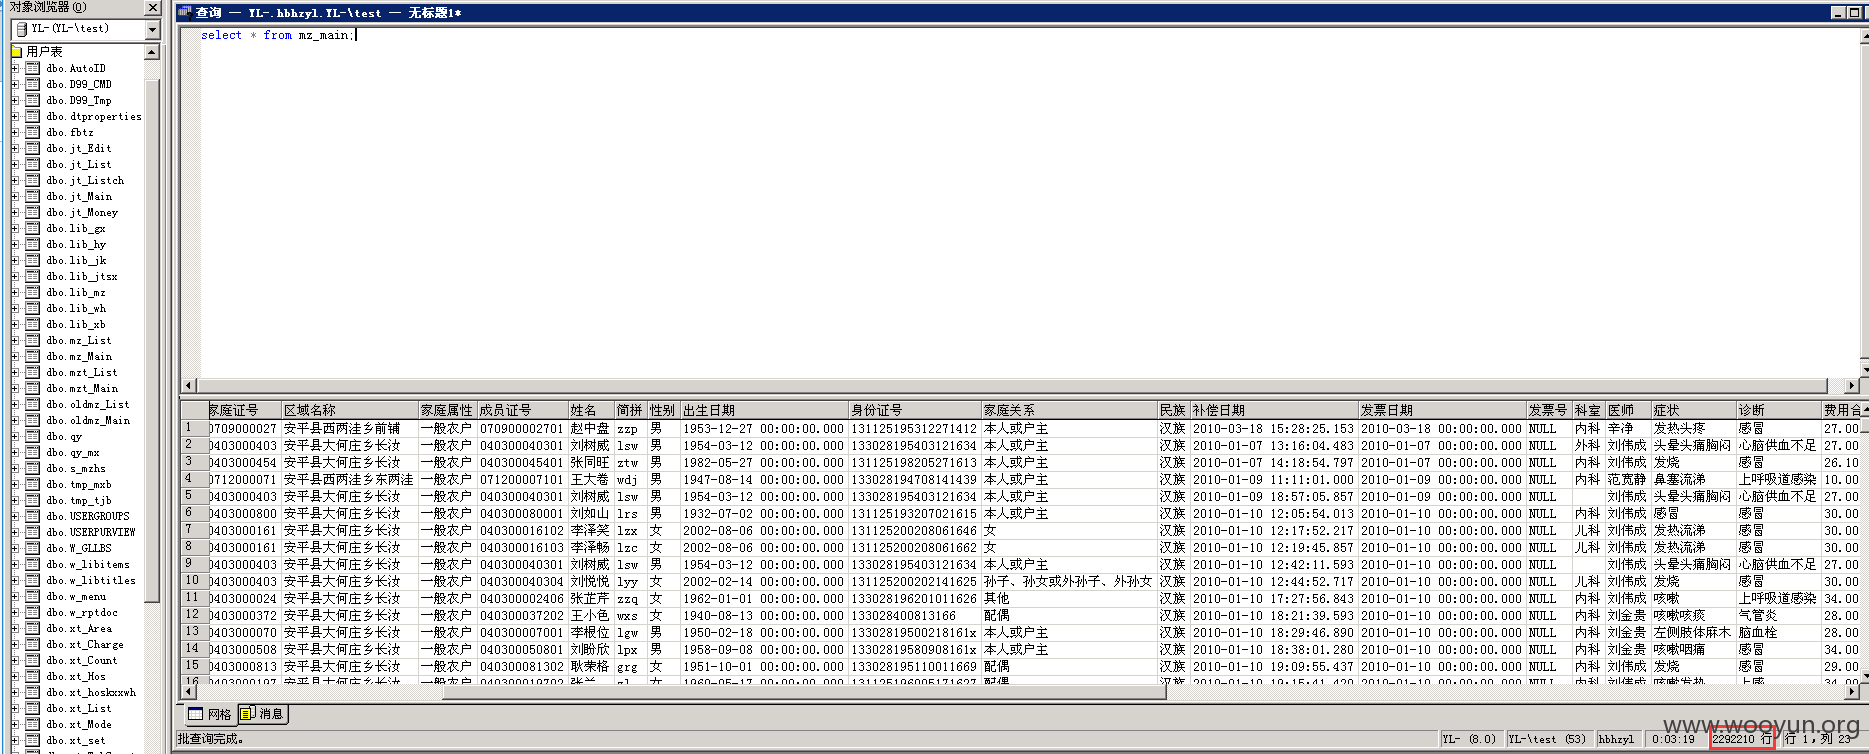 对象浏览器(O)
YL-(YL-\test)
用户表
dbo.AutoID
dbo.D99_CMD
dbo.D99_Tmp
dbo.dtproperties
dbo.fbtz
dbo.jt_Edit
dbo.jt_List
dbo.jt_Listch
dbo.jt_Main
dbo.jt_Money
dbo.lib_gx
dbo.lib_hy
dbo.lib_jk
dbo.lib_jtsx
dbo.lib_mz
dbo.lib_wh
dbo.lib_xb
dbo.mz_List
dbo.mz_Main
dbo.mzt_List
dbo.mzt_Main
dbo.oldmz_List
dbo.oldmz_Main
dbo.qy
dbo.qy_mx
dbo.s_mzhs
dbo.tmp_mxb
dbo.tmp_tjb
dbo.USERGROUPS
dbo.USERPURVIEW
dbo.W_GLLBS
dbo.w_libitems
dbo.w_libtitles
dbo.w_menu
dbo.w_rptdoc
dbo.xt_Area
dbo.xt_Charge
dbo.xt_Count
dbo.xt_Hos
dbo.xt_hoskxxwh
dbo.xt_List
dbo.xt_Mode
dbo.xt_set
查询 — YL-.hbhzyl.YL-\test — 无标题1*
select * from mz_main;
家庭证号 区域名称 家庭属性 成员证号 姓名 简拼 性别 出生日期 身份证号 家庭关系 民族 补偿日期 发票日期 发票号 科室 医师 症状 诊断 费用合
1 0709000027 安平县西两洼乡前铺 一般农户 070900002701 赵中盘 zzp 男 1953-12-27 00:00:00.000 131125195312271412 本人或户主 汉族 2010-03-18 15:28:25.153 2010-03-18 00:00:00.000 NULL 内科 辛净 发热头疼 感冒 27.00
2 0403000403 安平县大何庄乡长汝 一般农户 040300040301 刘树威 lsw 男 1954-03-12 00:00:00.000 133028195403121634 本人或户主 汉族 2010-01-07 13:16:04.483 2010-01-07 00:00:00.000 NULL 外科 刘伟成 头晕头痛胸闷 心脑供血不足 27.00
3 0403000454 安平县大何庄乡长汝 一般农户 040300045401 张同旺 ztw 男 1982-05-27 00:00:00.000 131125198205271613 本人或户主 汉族 2010-01-07 14:18:54.797 2010-01-07 00:00:00.000 NULL 内科 刘伟成 发烧 感冒 26.10
4 0712000071 安平县西两洼乡东两洼 一般农户 071200007101 王大卷 wdj 男 1947-08-14 00:00:00.000 133028194708141439 本人或户主 汉族 2010-01-09 11:11:01.000 2010-01-09 00:00:00.000 NULL 内科 范宽静 鼻塞流涕 上呼吸道感染 10.00
5 0403000403 安平县大何庄乡长汝 一般农户 040300040301 刘树威 lsw 男 1954-03-12 00:00:00.000 133028195403121634 本人或户主 汉族 2010-01-09 18:57:05.857 2010-01-09 00:00:00.000 NULL 刘伟成 头晕头痛胸闷 心脑供血不足 27.00
6 0403000800 安平县大何庄乡长汝 一般农户 040300080001 刘如山 lrs 男 1932-07-02 00:00:00.000 131125193207021615 本人或户主 汉族 2010-01-10 12:05:54.013 2010-01-10 00:00:00.000 NULL 内科 刘伟成 感冒 感冒 30.00
7 0403000161 安平县大何庄乡长汝 一般农户 040300016102 李泽笑 lzx 女 2002-08-06 00:00:00.000 131125200208061646 女 汉族 2010-01-10 12:17:52.217 2010-01-10 00:00:00.000 NULL 儿科 刘伟成 发热流涕 感冒 30.00
8 0403000161 安平县大何庄乡长汝 一般农户 040300016103 李泽畅 lzc 女 2002-08-06 00:00:00.000 131125200208061662 女 汉族 2010-01-10 12:19:45.857 2010-01-10 00:00:00.000 NULL 儿科 刘伟成 发热流涕 感冒 30.00
9 0403000403 安平县大何庄乡长汝 一般农户 040300040301 刘树威 lsw 男 1954-03-12 00:00:00.000 133028195403121634 本人或户主 汉族 2010-01-10 12:42:11.593 2010-01-10 00:00:00.000 NULL 刘伟成 头晕头痛胸闷 心脑供血不足 27.00
10 0403000403 安平县大何庄乡长汝 一般农户 040300040304 刘悦悦 lyy 女 2002-02-14 00:00:00.000 131125200202141625 孙子、孙女或外孙子、外孙女 汉族 2010-01-10 12:44:52.717 2010-01-10 00:00:00.000 NULL 儿科 刘伟成 发烧 感冒 30.00
11 0403000024 安平县大何庄乡长汝 一般农户 040300002406 张芷芹 zzq 女 1962-01-01 00:00:00.000 133028196201011626 其他 汉族 2010-01-10 17:27:56.843 2010-01-10 00:00:00.000 NULL 内科 刘伟成 咳嗽 上呼吸道感染 34.00
12 0403000372 安平县大何庄乡长汝 一般农户 040300037202 王小色 wxs 女 1940-08-13 00:00:00.000 133028400813166 配偶 汉族 2010-01-10 18:21:39.593 2010-01-10 00:00:00.000 NULL 内科 刘金贵 咳嗽咳痰 气管炎 28.00
13 0403000070 安平县大何庄乡长汝 一般农户 040300007001 李根位 lgw 男 1950-02-18 00:00:00.000 13302819500218161x 本人或户主 汉族 2010-01-10 18:29:46.890 2010-01-10 00:00:00.000 NULL 内科 刘金贵 左侧肢体麻木 脑血栓 28.00
14 0403000508 安平县大何庄乡长汝 一般农户 040300050801 刘盼欣 lpx 男 1958-09-08 00:00:00.000 13302819580908161x 本人或户主 汉族 2010-01-10 18:38:01.280 2010-01-10 00:00:00.000 NULL 内科 刘金贵 咳嗽咽痛 感冒 34.00
15 0403000813 安平县大何庄乡长汝 一般农户 040300081302 耿荣格 grg 女 1951-10-01 00:00:00.000 133028195110011669 配偶 汉族 2010-01-10 19:09:55.437 2010-01-10 00:00:00.000 NULL 内科 刘伟成 发烧 感冒 29.00
网格 消息
www.wooyun.org
批查询完成。 YL- (8.0) YL-\test (53) hbhzyl 0:03:19 2292210 行 行 1, 列 23